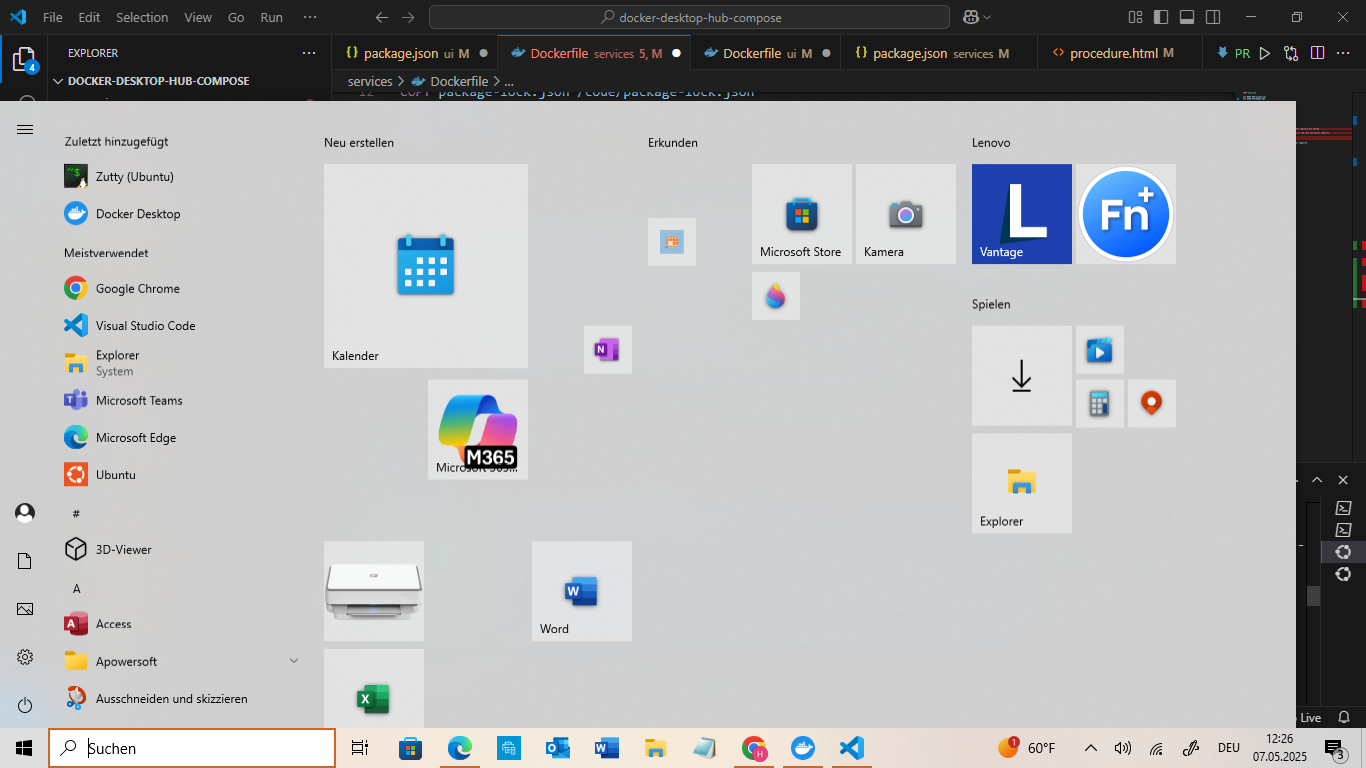 File Edit Selection View Go Run ···
docker-desktop-hub-compose
EXPLORER
package.json ui M
Dockerfile services 5, M
Dockerfile ui M
package.json services M
procedure.html M
PR
4
DOCKER-DESKTOP-HUB-COMPOSE
services > Dockerfile > ...
12 COPY package-lock.json /code/package-lock.json
Zuletzt hinzugefügt
Zutty (Ubuntu)
Docker Desktop
Meistverwendet
Google Chrome
Visual Studio Code
Explorer
System
Microsoft Teams
Microsoft Edge
Ubuntu
#
3D-Viewer
A
Access
Apowersoft
Ausschneiden und skizzieren
Neu erstellen
Kalender
N
M365
Microsoft 365...
W
Word
X
Erkunden
Microsoft Store
Kamera
Lenovo
L
Vantage
Fn+
Spielen
Explorer
Live
Suchen
1
60°F
DEU
12:26
07.05.2025
3